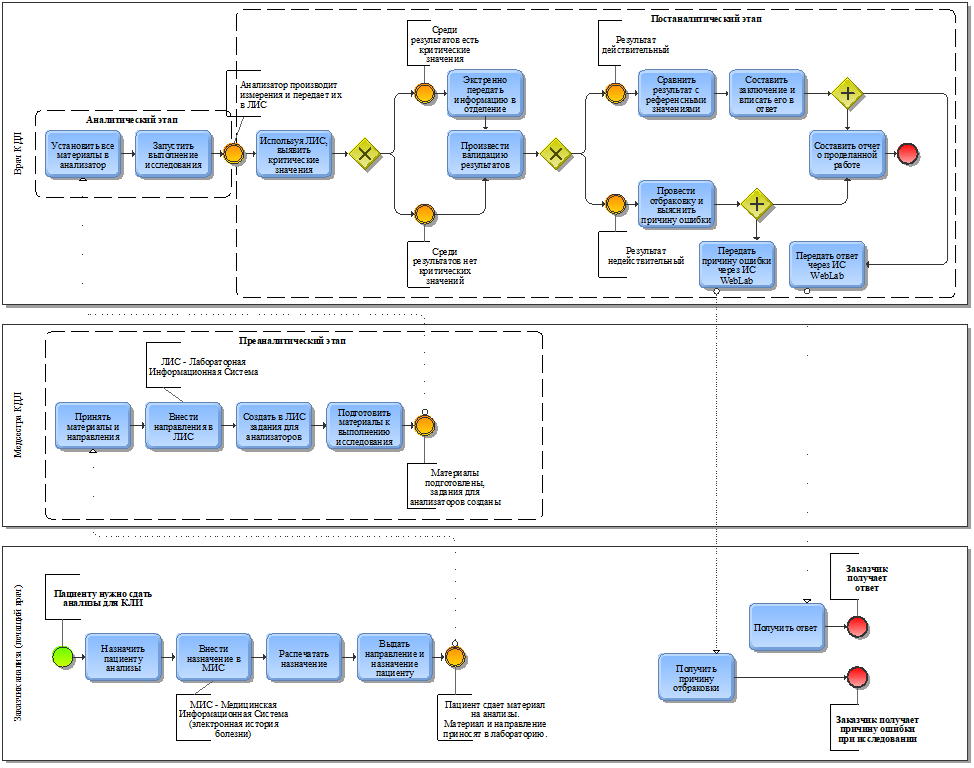 Врач КДЛ
Аналитический этап
Установить все
материалы в
анализатор
Запустить
выполнение
исследования
Анализатор производит
измерения и передает их
в ЛИС
Постаналитический этап
Используя ЛИС,
выявить
критические
значения
Среди
результатов есть
критические
значения
Экстренно
передать
информацию в
отделение
Произвести
валидацию
результатов
Среди
результатов нет
критических
значений
Результат
действительный
Сравнить
результат с
референсными
значениями
Составить
заключение и
вписать его в
ответ
Составить отчет
о проделанной
работе
Провести
отбраковку и
выяснить
причину ошибки
Результат
недействительный
Передать
причину ошибки
через ИС
WebLab
Передать ответ
через ИС
WebLab
Медсестра КДЛ
Преаналитический этап
ЛИС - Лабораторная
Информационная Система
Принять
материалы и
направления
Внести
направления в
ЛИС
Создать в ЛИС
задания для
анализаторов
Подготовить
материалы к
выполнению
исследования
Материалы
подготовлены,
задания для
анализаторов созданы
Заказчик анализа (лечащий врач)
Пациенту нужно сдать
анализы для КЛИ
Назначить
пациенту
анализы
Внести
назначение в
МИС
Распечатать
назначение
Выдать
направление и
назначение
пациенту
МИС - Медицинская
Информационная Система
(электронная история
болезни)
Пациент сдает материал
на анализы.
Материал и направление
приносят в лабораторию.
Заказчик
получает
ответ
Получить ответ
Получить
причину
отбраковки
Заказчик получает
причину ошибки
при исследовании